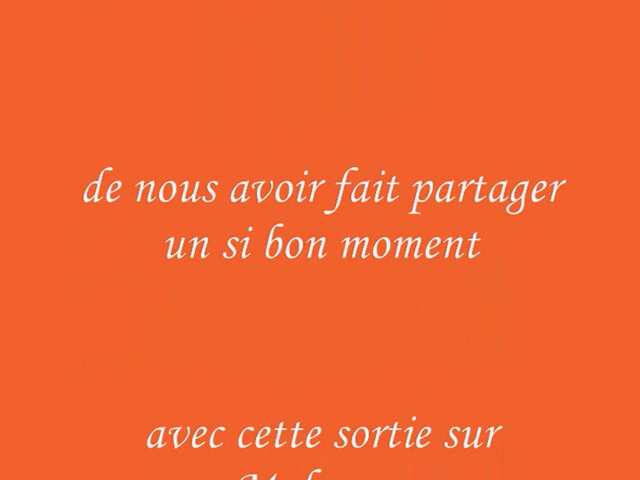 de nous avoir fait partager
un si bon moment
avec cette sortie sur